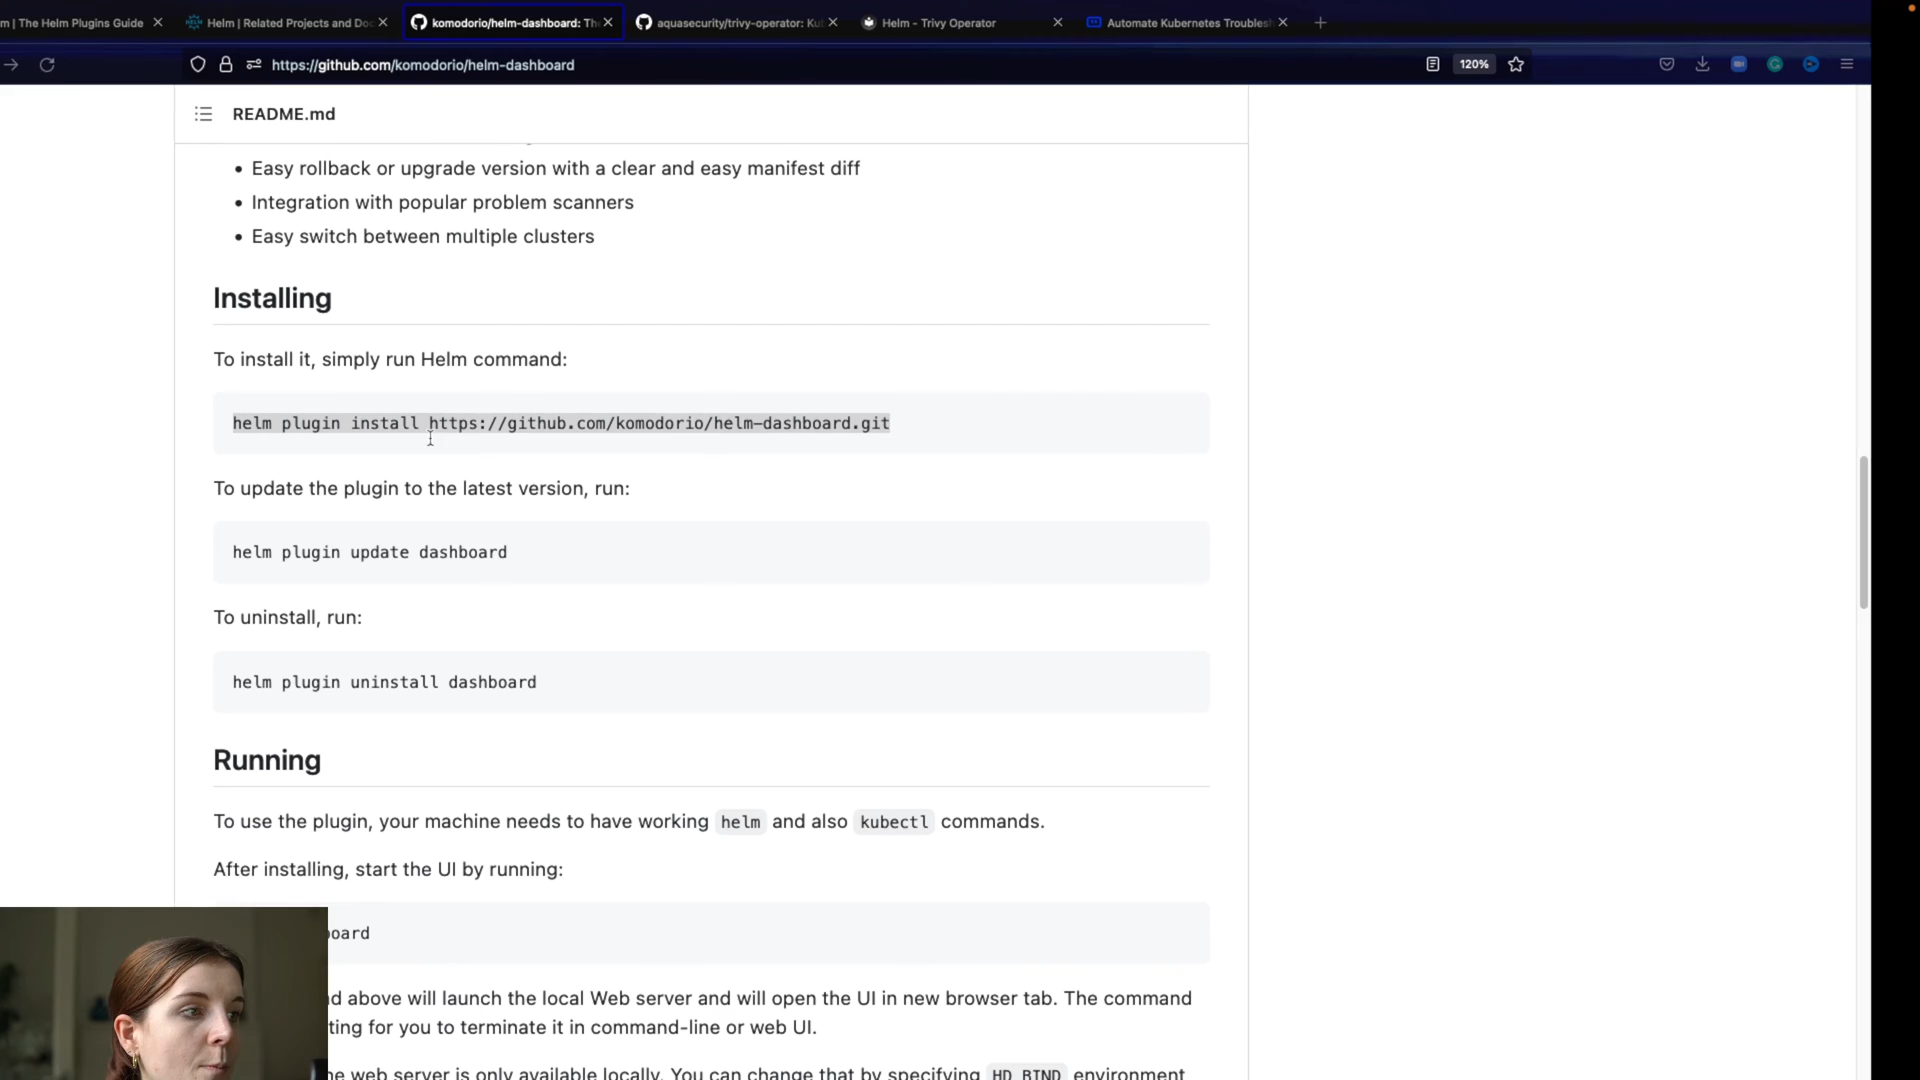 m | The Helm Plugins Guide
Helm | Related Projects and Doc
komodorio/helm-dashboard: Th
aquasecurity/trivy-operator: Ku
Helm - Trivy Operator
Automate Kubernetes Troubles
https://github.com/komodorio/helm-dashboard
120%
README.md
Easy rollback or upgrade version with a clear and easy manifest diff
Integration with popular problem scanners
Easy switch between multiple clusters
Installing
To install it, simply run Helm command:
helm plugin install https://github.com/komodorio/helm-dashboard.git
To update the plugin to the latest version, run:
helm plugin update dashboard
To uninstall, run:
helm plugin uninstall dashboard
Running
To use the plugin, your machine needs to have working helm and also kubectl commands.
After installing, start the UI by running:
board
d above will launch the local Web server and will open the UI in new browser tab. The command
ting for you to terminate it in command-line or web UI.
e web server is only available locally. You can change that by specifying HD_BIND environment